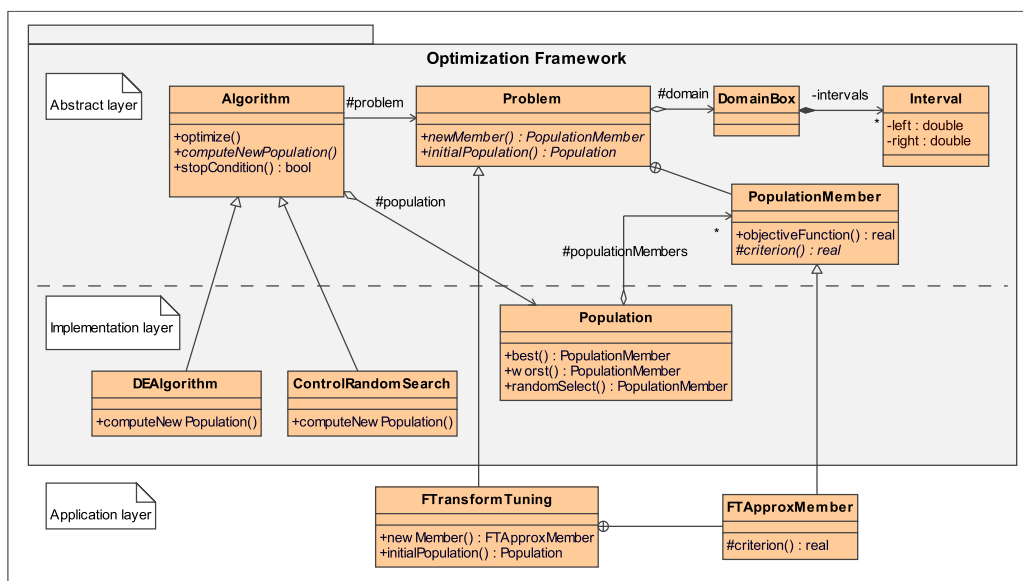 Optimization Framework
Abstract layer
Algorithm
+optimize()
+computeNewPopulation()
+stopCondition() : bool
#problem
Problem
+newMember() : PopulationMember
+initialPopulation() : Population
#domain
DomainBox
-intervals
*
Interval
-left : double
-right : double
#population
PopulationMember
+objectiveFunction() : real
#criterion() : real
*
#populationMembers
Implementation layer
Population
+best() : PopulationMember
+w orst() : PopulationMember
+randomSelect() : PopulationMember
DEAlgorithm
+computeNew Population()
ControlRandomSearch
+computeNew Population()
Application layer
FTransformTuning
+new Member() : FTApproxMember
+initialPopulation() : Population
FTApproxMember
#criterion() : real